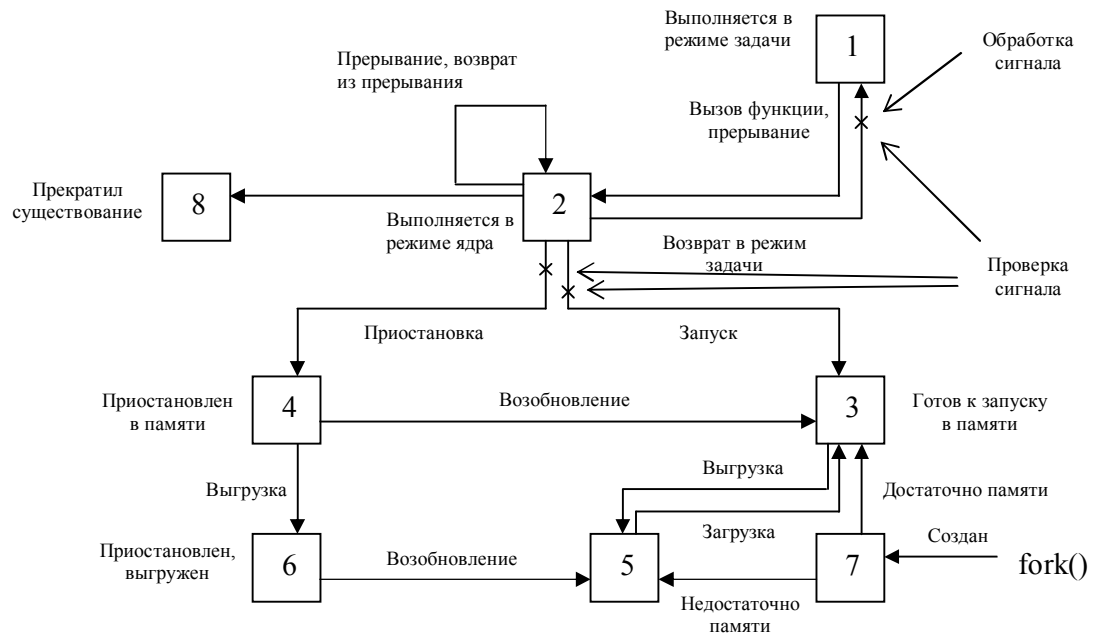 Выполняется в
режиме задачи
1
Обработка
сигнала
Прерывание, возврат
из прерывания
Вызов функции,
прерывание
Прекратил
существование
8
2
Выполняется в
режиме ядра
Возврат в режим
задачи
Проверка
сигнала
Приостановка
Запуск
Приостановлен
в памяти
4
Возобновление
3
Готов к запуску
в памяти
Выгрузка
Выгрузка
Загрузка
Достаточно памяти
Приостановлен,
выгружен
6
Возобновление
5
7
Создан
fork()
Недостаточно
памяти